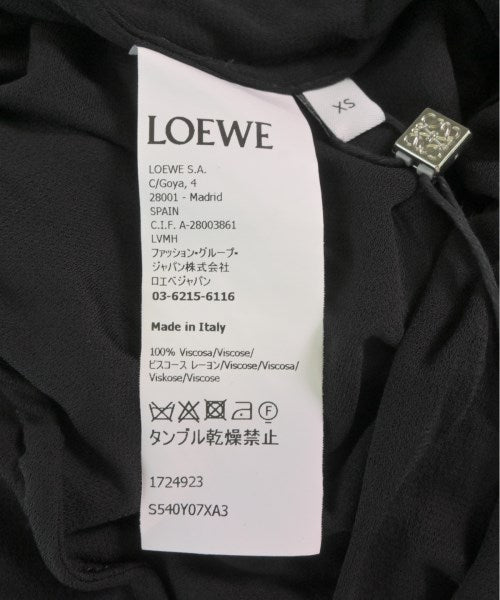 XS
LOEWE
LOEWE S.A.
C/Goya, 4
28001 - Madrid
SPAIN
C.I.F. A-28003861
LVMH
ファッション・グループ・
ジャパン株式会社
ロエベジャパン
03-6215-6116
Made in Italy
100% Viscosa/Viscose/
ビスコース レーヨン/Viscose/Viscosa/
Viskose/Viscose
F
タンブル乾燥禁止
1724923
S540Y07XA3